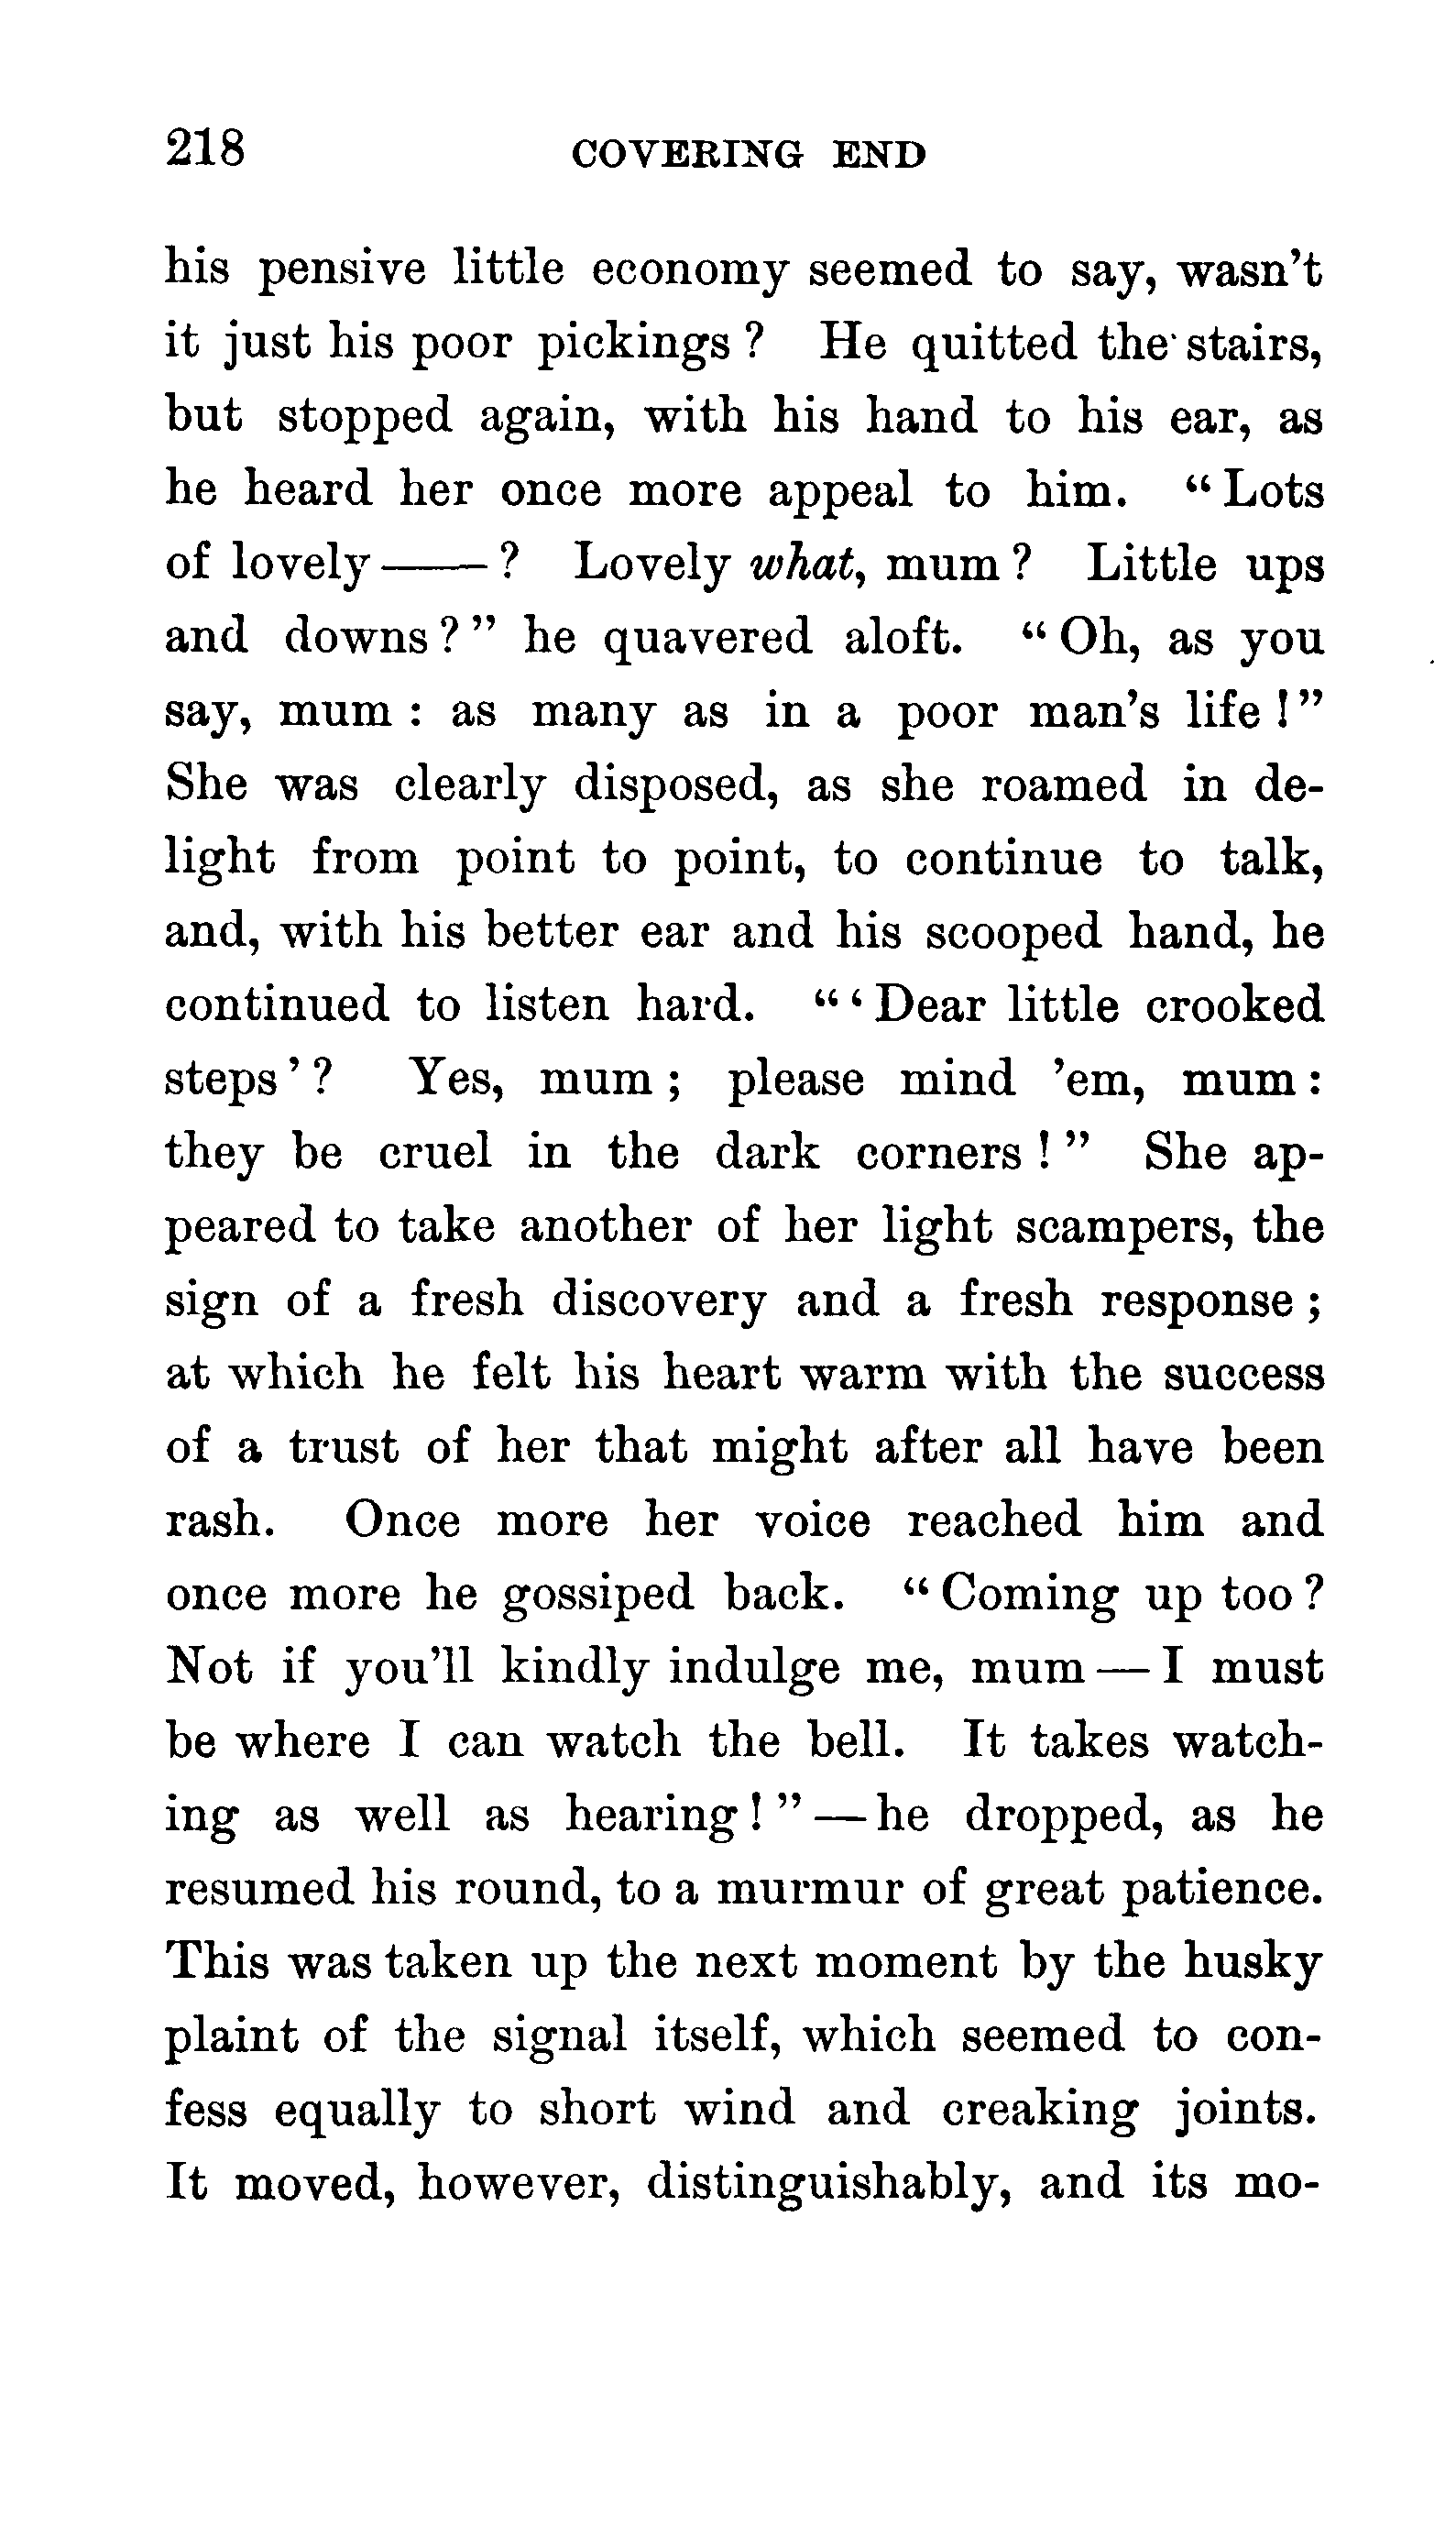 218 COVERING END
his pensive little economy seemed to say, wasn't
it just his poor pickings? He quitted the stairs,
but stopped again, with his hand to his ear, as
he heard her once more appeal to him. "Lots
of lovely——? Lovely what, mum? Little ups
and downs?" he quavered aloft. "Oh, as you
say, mum: as many as in a poor man's life!"
She was clearly disposed, as she roamed in de-
light from point to point, to continue to talk,
and, with his better ear and his scooped hand, he
continued to listen hard. "'Dear little crooked
steps'? Yes, mum; please mind 'em, mum:
they be cruel in the dark corners!" She ap-
peared to take another of her light scampers, the
sign of a fresh discovery and a fresh response;
at which he felt his heart warm with the success
of a trust of her that might after all have been
rash. Once more her voice reached him and
once more he gossiped back. "Coming up too?
Not if you'll kindly indulge me, mum—I must
be where I can watch the bell. It takes watch-
ing as well as hearing!"—he dropped, as he
resumed his round, to a murmur of great patience.
This was taken up the next moment by the husky
plaint of the signal itself, which seemed to con-
fess equally to short wind and creaking joints.
It moved, however, distinguishably, and its mo-